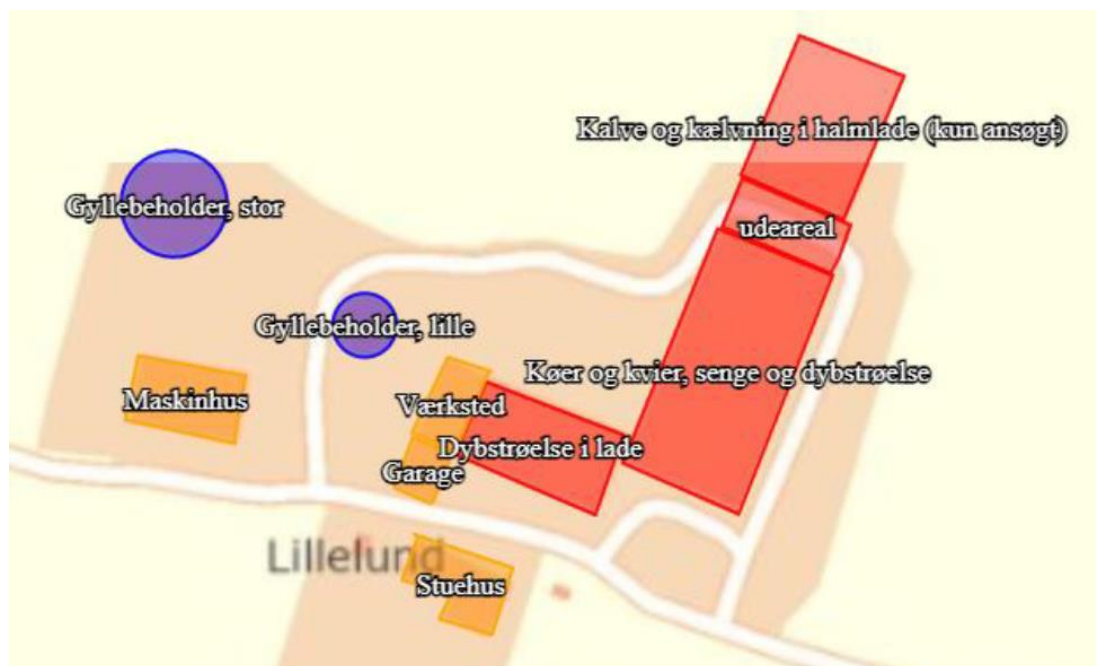 Kalve og kælvning i halmlade (kun ansøgt)
Gyllebeholder, stor
udeareal
Gyllebeholder, lille
Køer og kvier, senge og dybstrøelse
Maskinhus
Værksted
Dybstrøelse i lade
Garage
Lillelund
Stuehus